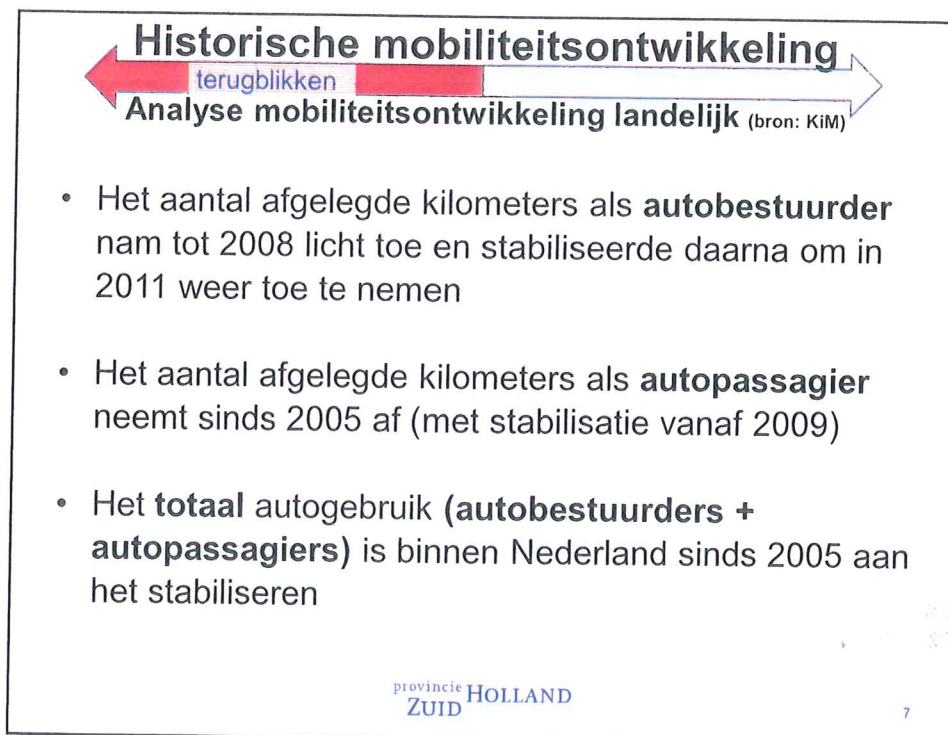 Historische mobiliteitsontwikkeling
terugblikken
Analyse mobiliteitsontwikkeling landelijk (bron: KiM)
• Het aantal afgelegde kilometers als autobestuurder
nam tot 2008 licht toe en stabiliseerde daarna om in
2011 weer toe te nemen
• Het aantal afgelegde kilometers als autopassagier
neemt sinds 2005 af (met stabilisatie vanaf 2009)
• Het totaal autogebruik (autobestuurders +
autopassagiers) is binnen Nederland sinds 2005 aan
het stabiliseren
provincie HOLLAND
ZUID
7